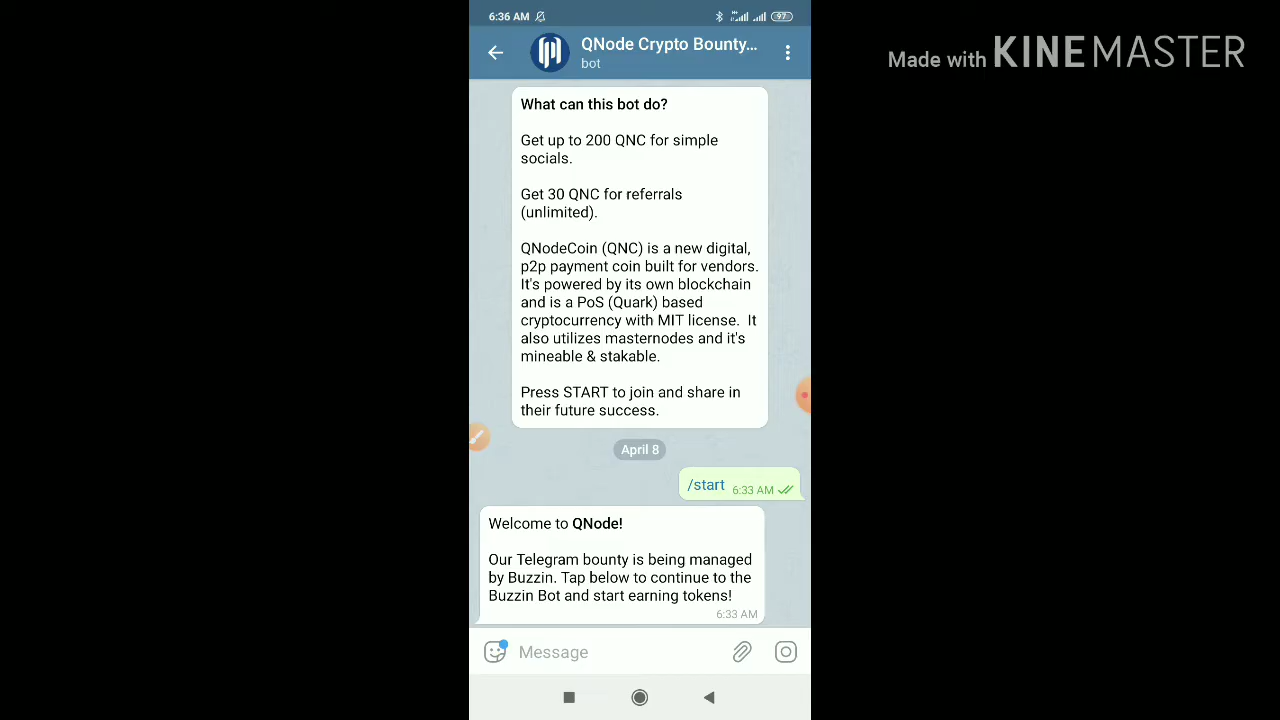 6:36 AM
97
Made with KINEMASTER
QNode Crypto Bounty...
bot
What can this bot do?
Get up to 200 QNC for simple
socials.
Get 30 QNC for referrals
(unlimited).
QNodeCoin (QNC) is a new digital,
p2p payment coin built for vendors.
It's powered by its own blockchain
and is a PoS (Quark) based
cryptocurrency with MIT license. It
also utilizes masternodes and it's
mineable & stakable.
Press START to join and share in
their future success.
April 8
/start 6:33 AM
Welcome to QNode!
Our Telegram bounty is being managed
by Buzzin. Tap below to continue to the
Buzzin Bot and start earning tokens!
6:33 AM
Message